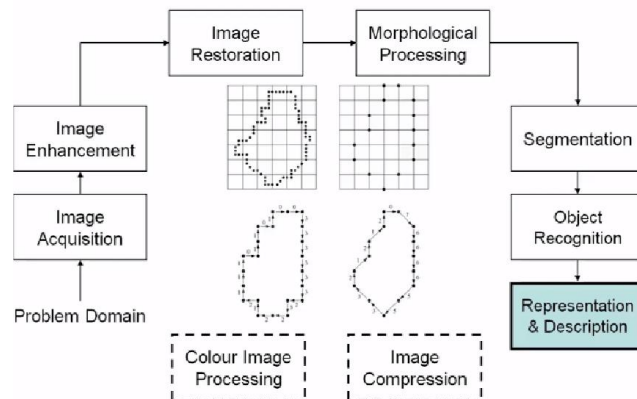 Image
Restoration
Morphological
Processing
Image
Enhancement
Segmentation
Image
Acquisition
Object
Recognition
Problem Domain
Representation
& Description
Colour Image
Processing
Image
Compression